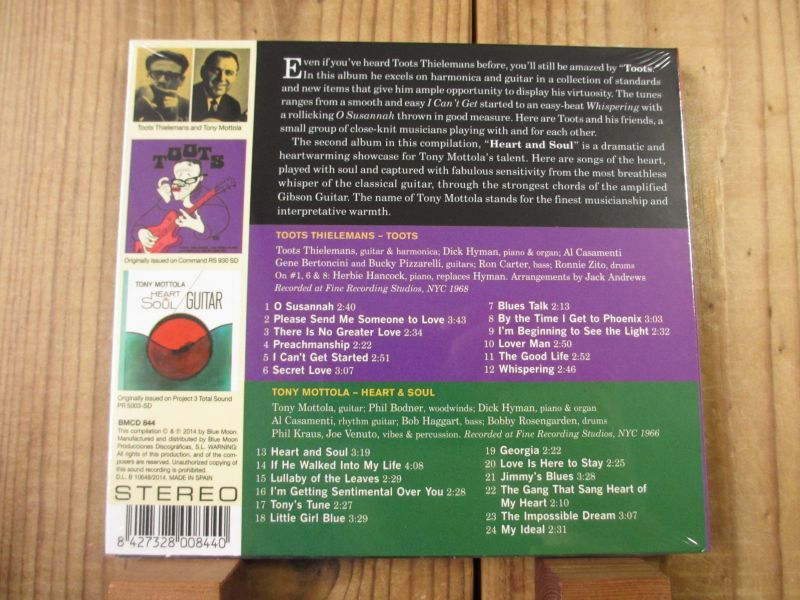 Even if you've heard Toots Thielemans before, you'll still be amazed by "Toots."
In this album he excels on harmonica and guitar in a collection of standards
and new items that give him ample opportunity to display his virtuosity. The tunes
ranges from a smooth and easy I Can't Get started to an easy-beat Whispering with
a rollicking O Susannah thrown in good measure. Here are Toots and his friends, a
small group of close-knit musicians playing with and for each other.
The second album in this compilation, "Heart and Soul" is a dramatic and
heartwarming showcase for Tony Mottola's talent. Here are songs of the heart,
played with soul and captured with fabulous sensitivity from the most breathless
whisper of the classical guitar, through the strongest chords of the amplified
Gibson Guitar. The name of Tony Mottola stands for the finest musicianship and
interpretative warmth.
Toots Thielemans and Tony Mottola
TOOTS
Originally issued on Command RS 930 SD
TONY MOTTOLA
HEART
&
SOUL / GUITAR
Originally issued on Project 3 Total Sound
PR 5003-SD
BMCD 844
This compilation © & ℗ 2014 by Blue Moon.
Manufactured and distributed by Blue Moon
Producciones Discográficas, S.L. WARNING:
All rights of this production, and of the com-
posers are reserved. Unauthorized copying of
this sound recording is prohibited.
D.L. B 10648/2014. MADE IN SPAIN
STEREO
8 427328 008440
TOOTS THIELEMANS – TOOTS
Toots Thielemans, guitar & harmonica; Dick Hyman, piano & organ; Al Casamenti
Gene Bertoncini and Bucky Pizzarelli, guitars; Ron Carter, bass; Ronnie Zito, drums
On #1, 6 & 8: Herbie Hancock, piano, replaces Hyman. Arrangements by Jack Andrews
Recorded at Fine Recording Studios, NYC 1968
1 O Susannah 2:40
2 Please Send Me Someone to Love 3:43
3 There Is No Greater Love 2:34
4 Preachmanship 2:22
5 I Can't Get Started 2:51
6 Secret Love 3:07
7 Blues Talk 2:13
8 By the Time I Get to Phoenix 3:03
9 I'm Beginning to See the Light 2:32
10 Lover Man 2:50
11 The Good Life 2:52
12 Whispering 2:46
TONY MOTTOLA – HEART & SOUL
Tony Mottola, guitar; Phil Bodner, woodwinds; Dick Hyman, piano & organ
Al Casamenti, rhythm guitar; Bob Haggart, bass; Bobby Rosengarden, drums
Phil Kraus, Joe Venuto, vibes & percussion. Recorded at Fine Recording Studios, NYC 1966
13 Heart and Soul 3:19
14 If He Walked Into My Life 4:08
15 Lullaby of the Leaves 2:29
16 I'm Getting Sentimental Over You 2:28
17 Tony's Tune 2:27
18 Little Girl Blue 3:29
19 Georgia 2:22
20 Love Is Here to Stay 2:25
21 Jimmy's Blues 3:28
22 The Gang That Sang Heart of
My Heart 2:10
23 The Impossible Dream 3:07
24 My Ideal 2:31